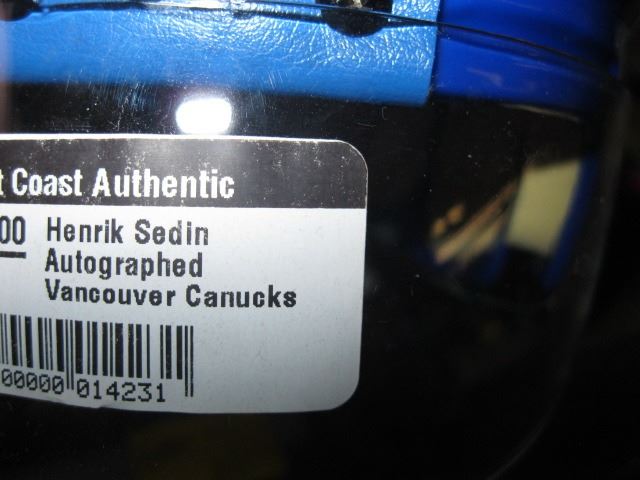 t Coast Authentic
00 Henrik Sedin
Autographed
Vancouver Canucks
00000 014231